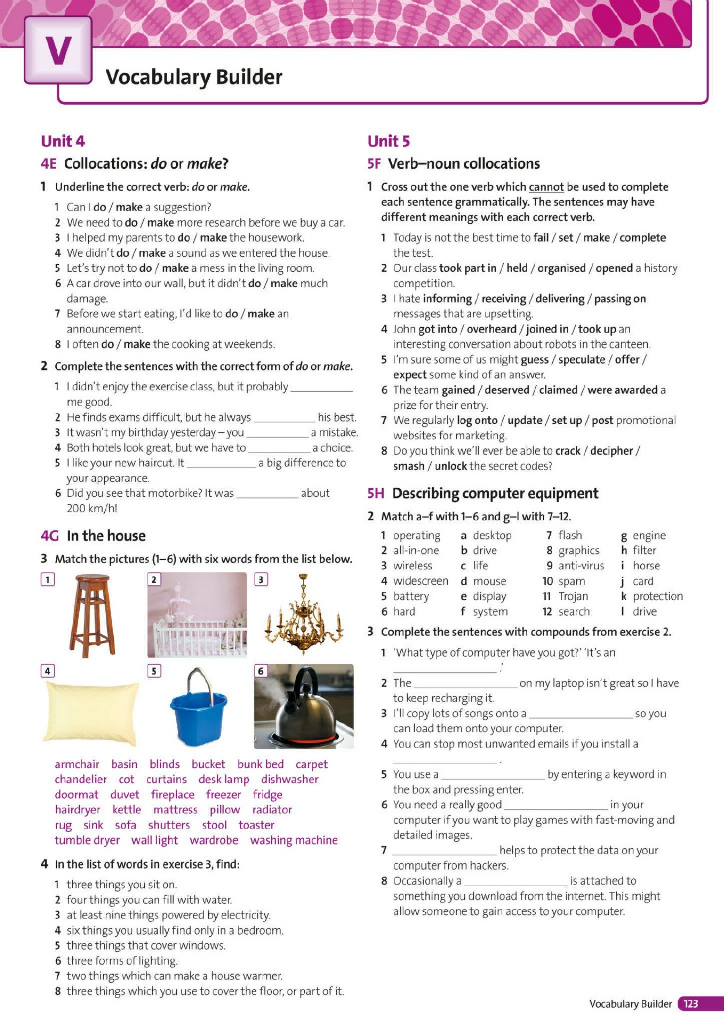 V
Vocabulary Builder
Unit 4
4E Collocations: do or make?
1 Underline the correct verb: do or make.
1 Can I do / make a suggestion?
2 We need to do / make more research before we buy a car.
3 I helped my parents to do / make the housework.
4 We didn't do / make a sound as we entered the house.
5 Let's try not to do / make a mess in the living room.
6 A car drove into our wall, but it didn't do / make much
damage.
7 Before we start eating, I'd like to do / make an
announcement.
8 I often do / make the cooking at weekends.
2 Complete the sentences with the correct form of do or make.
1 I didn't enjoy the exercise class, but it probably ____________
me good.
2 He finds exams difficult, but he always ____________ his best.
3 It wasn't my birthday yesterday – you ____________ a mistake.
4 Both hotels look great, but we have to ____________ a choice.
5 I like your new haircut. It ____________ a big difference to
your appearance.
6 Did you see that motorbike? It was ____________ about
200 km/h!
4G In the house
3 Match the pictures (1–6) with six words from the list below.
1
2
3
4
5
6
armchair basin blinds bucket bunk bed carpet
chandelier cot curtains desk lamp dishwasher
doormat duvet fireplace freezer fridge
hairdryer kettle mattress pillow radiator
rug sink sofa shutters stool toaster
tumble dryer wall light wardrobe washing machine
4 In the list of words in exercise 3, find:
1 three things you sit on.
2 four things you can fill with water.
3 at least nine things powered by electricity.
4 six things you usually find only in a bedroom.
5 three things that cover windows.
6 three forms of lighting.
7 two things which can make a house warmer.
8 three things which you use to cover the floor, or part of it.
Unit 5
5F Verb–noun collocations
1 Cross out the one verb which cannot be used to complete
each sentence grammatically. The sentences may have
different meanings with each correct verb.
1 Today is not the best time to fail / set / make / complete
the test.
2 Our class took part in / held / organised / opened a history
competition.
3 I hate informing / receiving / delivering / passing on
messages that are upsetting.
4 John got into / overheard / joined in / took up an
interesting conversation about robots in the canteen.
5 I'm sure some of us might guess / speculate / offer /
expect some kind of an answer.
6 The team gained / deserved / claimed / were awarded a
prize for their entry.
7 We regularly log onto / update / set up / post promotional
websites for marketing.
8 Do you think we'll ever be able to crack / decipher /
smash / unlock the secret codes?
5H Describing computer equipment
2 Match a–f with 1–6 and g–l with 7–12.
1 operating a desktop 7 flash g engine
2 all-in-one b drive 8 graphics h filter
3 wireless c life 9 anti-virus i horse
4 widescreen d mouse 10 spam j card
5 battery e display 11 Trojan k protection
6 hard f system 12 search l drive
3 Complete the sentences with compounds from exercise 2.
1 'What type of computer have you got?' 'It's an
____________________.'
2 The ____________________ on my laptop isn't great so I have
to keep recharging it.
3 I'll copy lots of songs onto a ____________________ so you
can load them onto your computer.
4 You can stop most unwanted emails if you install a
____________________.
5 You use a ____________________ by entering a keyword in
the box and pressing enter.
6 You need a really good ____________________ in your
computer if you want to play games with fast-moving and
detailed images.
7 ____________________ helps to protect the data on your
computer from hackers.
8 Occasionally a ____________________ is attached to
something you download from the internet. This might
allow someone to gain access to your computer.
Vocabulary Builder 123